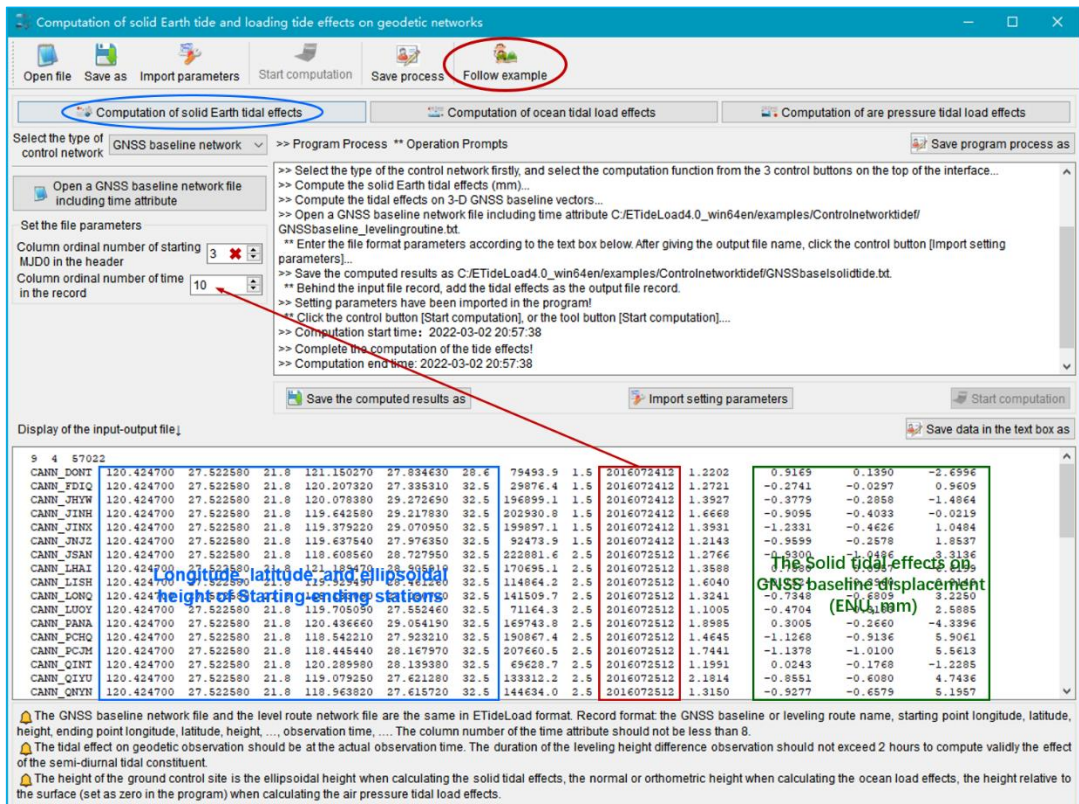 Computation of solid Earth tide and loading tide effects on geodetic networks
Open file Save as Import parameters Start computation Save process Follow example
Computation of solid Earth tidal effects Computation of ocean tidal load effects Computation of are pressure tidal load effects
Select the type of control network GNSS baseline network
Open a GNSS baseline network file including time attribute
Set the file parameters
Column ordinal number of starting MJD0 in the header 3
Column ordinal number of time in the record 10
>> Program Process ** Operation Prompts Save program process as
>> Select the type of the control network firstly, and select the computation function from the 3 control buttons on the top of the interface...
>> Compute the solid Earth tidal effects (mm)...
>> Compute the tidal effects on 3-D GNSS baseline vectors...
>> Open a GNSS baseline network file including time attribute C:/ETideLoad4.0_win64en/examples/Controlnetworktidef/
GNSSbaseline_levelingroutine.txt.
** Enter the file format parameters according to the text box below. After giving the output file name, click the control button [Import setting
parameters]...
>> Save the computed results as C:/ETideLoad4.0_win64en/examples/Controlnetworktidef/GNSSbaselsolidtide.txt.
** Behind the input file record, add the tidal effects as the output file record.
>> Setting parameters have been imported in the program!
** Click the control button [Start computation], or the tool button [Start computation]....
>> Computation start time: 2022-03-02 20:57:38
>> Complete the computation of the tide effects!
>> Computation end time: 2022-03-02 20:57:38
Save the computed results as Import setting parameters Start computation
Display of the input-output file↓ Save data in the text box as
9 4 57022
CANN_DONT 120.424700 27.522580 21.8 121.150270 27.834630 28.6 79493.9 1.5 2016072412 1.2202 0.9169 0.1390 -2.6996
CANN_FDIQ 120.424700 27.522580 21.8 120.207320 27.335310 32.5 29876.4 1.5 2016072412 1.2721 -0.2741 -0.0297 0.9609
CANN_JHYW 120.424700 27.522580 21.8 120.078380 29.272690 32.5 196899.1 1.5 2016072412 1.3927 -0.3779 -0.2858 -1.4864
CANN_JINH 120.424700 27.522580 21.8 119.642580 29.217830 32.5 202930.8 1.5 2016072412 1.6668 -0.9095 -0.4033 -0.0219
CANN_JINX 120.424700 27.522580 21.8 119.379220 29.070950 32.5 199897.1 1.5 2016072412 1.3931 -1.2331 -0.4626 1.0484
CANN_JNJZ 120.424700 27.522580 21.8 119.637540 27.976350 32.5 92473.9 1.5 2016072412 1.2143 -0.9599 -0.2578 1.8537
CANN_JSAN 120.424700 27.522580 21.8 118.608560 28.727950 32.5 222881.6 2.5 2016072512 1.2766 3.3136
CANN_LHAI 120.424700 21.8 32.5 170695.1 2.5 2016072512 1.3588
CANN_LISH 32.5 114864.2 2.5 2016072512 1.6040
CANN_LONQ 32.5 141509.7 2.5 2016072512 1.3241 -0.7348 -0.6809 3.2250
CANN_LUOY 120.424700 27.522580 21.8 119.705090 27.552460 32.5 71164.3 2.5 2016072512 1.1005 -0.4704 2.5885
CANN_PANA 120.424700 27.522580 21.8 120.436660 29.054190 32.5 169743.8 2.5 2016072512 1.8985 0.3005 -0.2660 -4.3396
CANN_PCHQ 120.424700 27.522580 21.8 118.542210 27.923210 32.5 190867.4 2.5 2016072512 1.4645 -1.1268 -0.9136 5.9061
CANN_PCJM 120.424700 27.522580 21.8 118.445440 28.167970 32.5 207660.5 2.5 2016072512 1.7441 -1.1378 -1.0100 5.5613
CANN_QINT 120.424700 27.522580 21.8 120.289980 28.139380 32.5 69628.7 2.5 2016072512 1.1991 0.0243 -0.1768 -1.2285
CANN_QIYU 120.424700 27.522580 21.8 119.079250 27.621280 32.5 133312.2 2.5 2016072512 2.1814 -0.8551 -0.6080 4.7436
CANN_QNYN 120.424700 27.522580 21.8 118.963820 27.615720 32.5 144634.0 2.5 2016072512 1.3150 -0.9277 -0.6579 5.1957
Longitude, latitude, and ellipsoidal
height of Starting-ending stations
The Solid tidal effects on
GNSS baseline displacement
(ENU, mm)
The GNSS baseline network file and the level route network file are the same in ETideLoad format. Record format: the GNSS baseline or leveling route name, starting point longitude, latitude,
height, ending point longitude, latitude, height, ..., observation time, .... The column number of the time attribute should not be less than 8.
The tidal effect on geodetic observation should be at the actual observation time. The duration of the leveling height difference observation should not exceed 2 hours to compute validly the effect
of the semi-diurnal tidal constituent.
The height of the ground control site is the ellipsoidal height when calculating the solid tidal effects, the normal or orthometric height when calculating the ocean load effects, the height relative to
the surface (set as zero in the program) when calculating the air pressure tidal load effects.